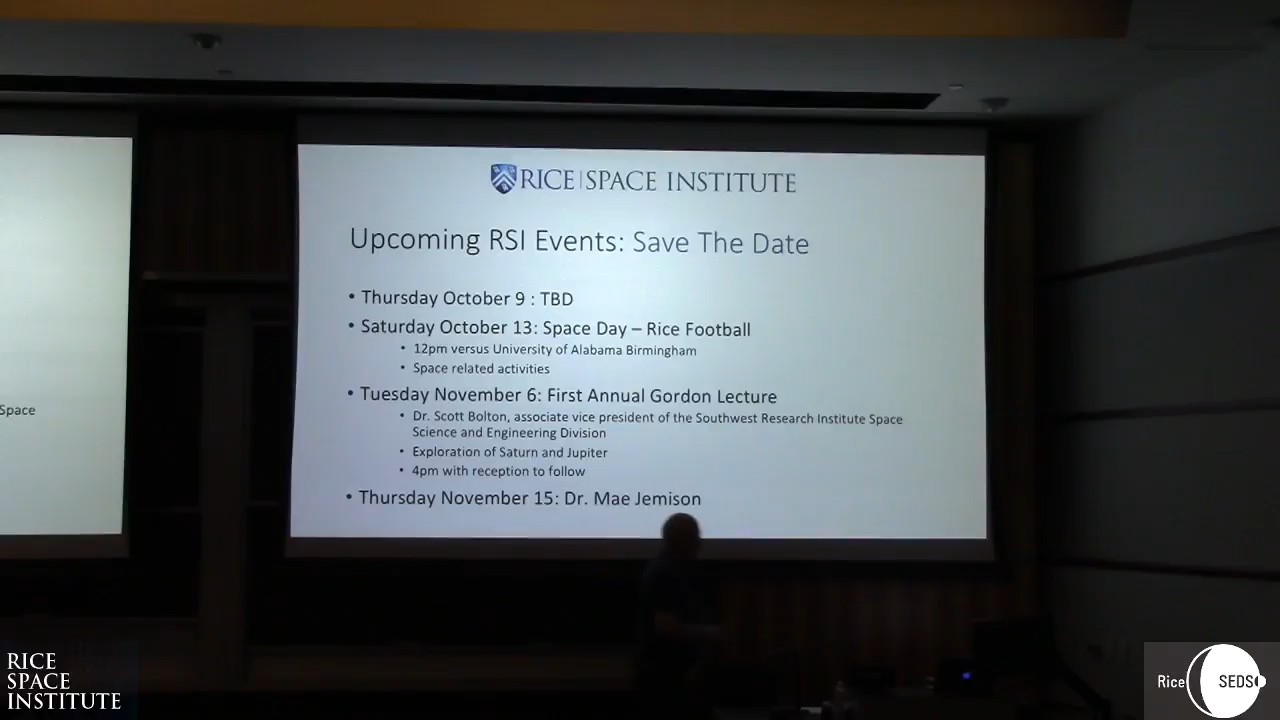 RICE SPACE INSTITUTE
Upcoming RSI Events: Save The Date
• Thursday October 9 : TBD
• Saturday October 13: Space Day – Rice Football
• 12pm versus University of Alabama Birmingham
• Space related activities
• Tuesday November 6: First Annual Gordon Lecture
• Dr. Scott Bolton, associate vice president of the Southwest Research Institute Space
Science and Engineering Division
• Exploration of Saturn and Jupiter
• 4pm with reception to follow
• Thursday November 15: Dr. Mae Jemison
Space
RICE
SPACE
INSTITUTE
Rice SEDS